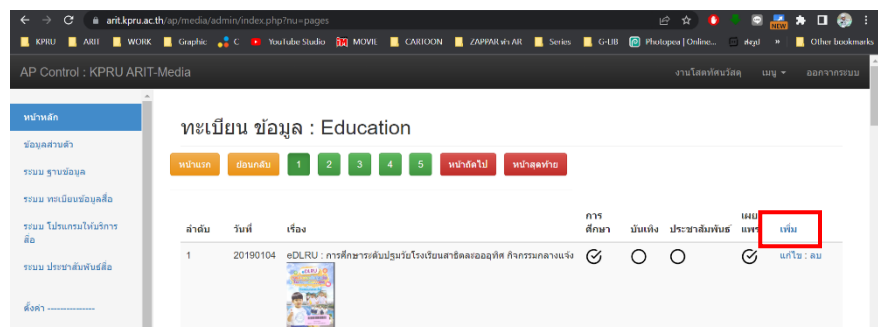 arit.kpru.ac.th/ap/media/admin/index.php?nu=pages
NEW
KPRU ARIT WORK Graphic C YouTube Studio MOVIE CARTOON ZAPPAR ทำ AR Series G-LIB Photopea | Online... » Other bookmarks
AP Control : KPRU ARIT-Media งานโสตทัศนวัสดุ เมนู ออกจากระบบ
หน้าหลัก
ข้อมูลส่วนตัว
ระบบ ฐานข้อมูล
ระบบ ทะเบียนข้อมูลสื่อ
ระบบ โปรแกรมให้บริการ
สื่อ
ระบบ ประชาสัมพันธ์สื่อ
ตั้งค่า ---------------
ทะเบียน ข้อมูล : Education
หน้าแรก ย้อนกลับ 1 2 3 4 5 หน้าถัดไป หน้าสุดท้าย
ลำดับ วันที่ เรื่อง การ
ศึกษา บันเทิง ประชาสัมพันธ์ เผย
แพร่ เพิ่ม
1 20190104 eDLRU : การศึกษาระดับปฐมวัยโรงเรียนสาธิตละอออุทิศ กิจกรรมกลางแจ้ง แก้ไข : ลบ